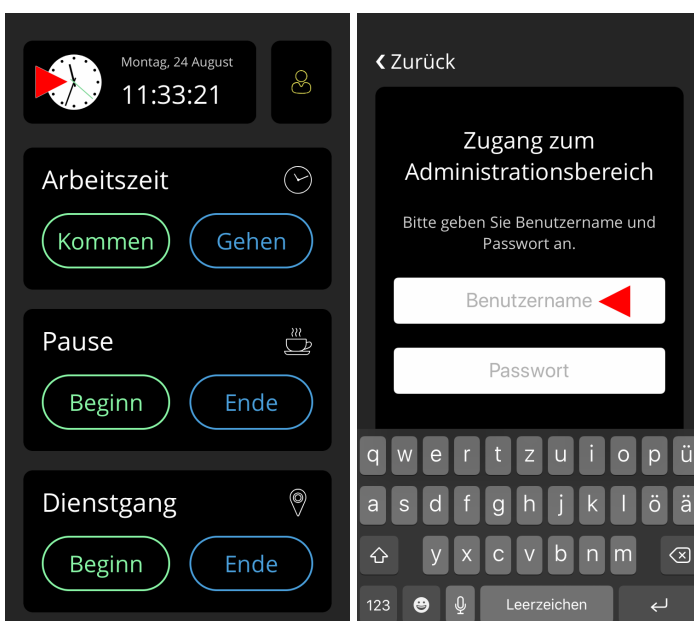 Montag, 24 August
11:33:21
Arbeitszeit
Kommen Gehen
Pause
Beginn Ende
Dienstgang
Beginn Ende
Zurück
Zugang zum
Administrationsbereich
Bitte geben Sie Benutzername und
Passwort an.
Benutzername
Passwort
q w e r t z u i o p ü
a s d f g h j k l ö ä
y x c v b n m
123 Leerzeichen